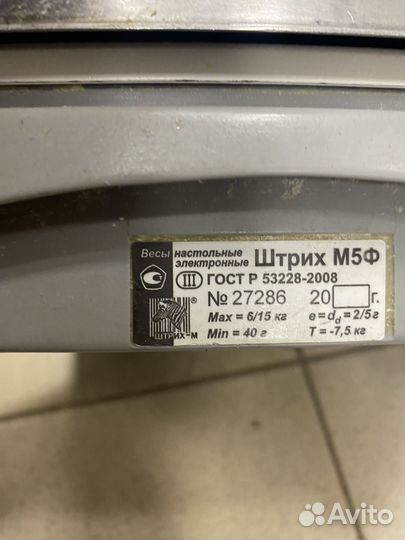 Весы настольные электронные Штрих М5Ф
III ГОСТ Р 53228-2008
№ 27286 20 г.
Max = 6/15 кг e = dd = 2/5 г
ШТРИХ-М Min = 40 г T = -7,5 кг
Avito